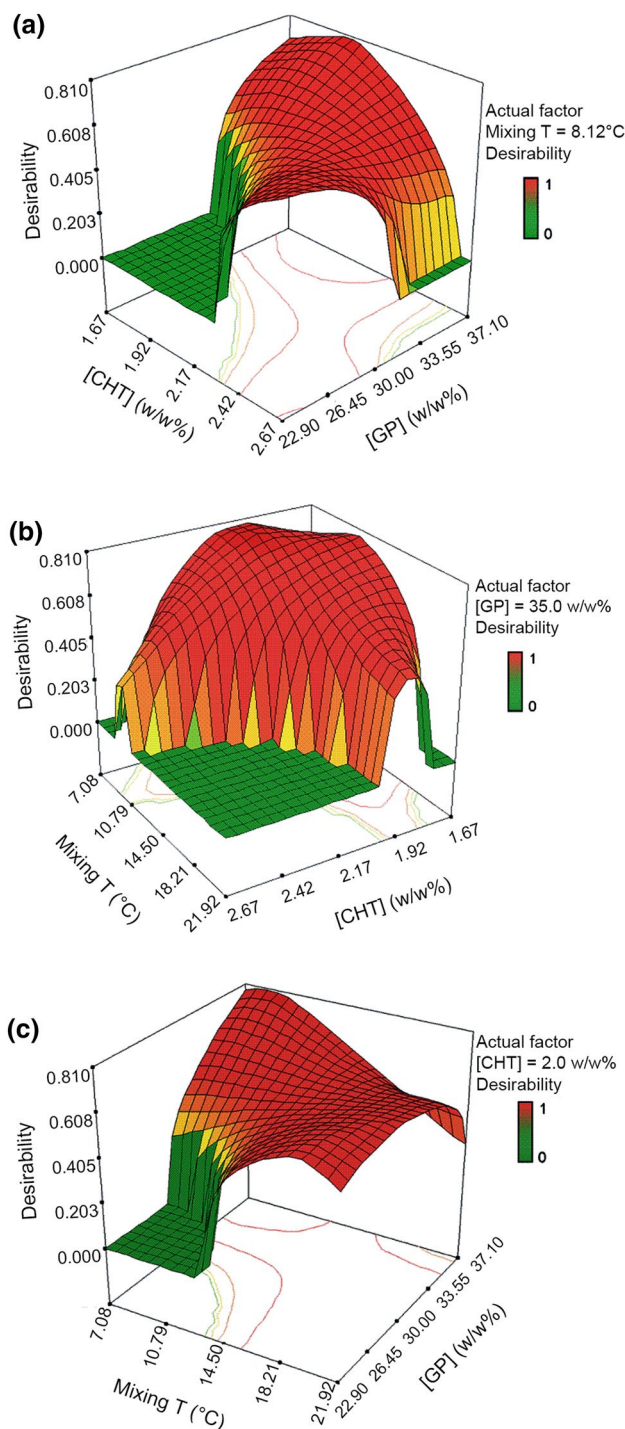 (a)
0.810
0.608
0.405
0.203
0.000
Desirability
1.67
1.92
2.17
2.42
2.67
[CHT] (w/w%)
22.90
26.45
30.00
33.55
37.10
[GP] (w/w%)
Actual factor
Mixing T = 8.12°C
Desirability
1
0
(b)
0.810
0.608
0.405
0.203
0.000
Desirability
7.08
10.79
14.50
18.21
21.92
Mixing T (°C)
2.67
2.42
2.17
1.92
1.67
[CHT] (w/w%)
Actual factor
[GP] = 35.0 w/w%
Desirability
1
0
(c)
0.810
0.608
0.405
0.203
0.000
Desirability
7.08
10.79
14.50
18.21
21.92
Mixing T (°C)
22.90
26.45
30.00
33.55
37.10
[GP] (w/w%)
Actual factor
[CHT] = 2.0 w/w%
Desirability
1
0